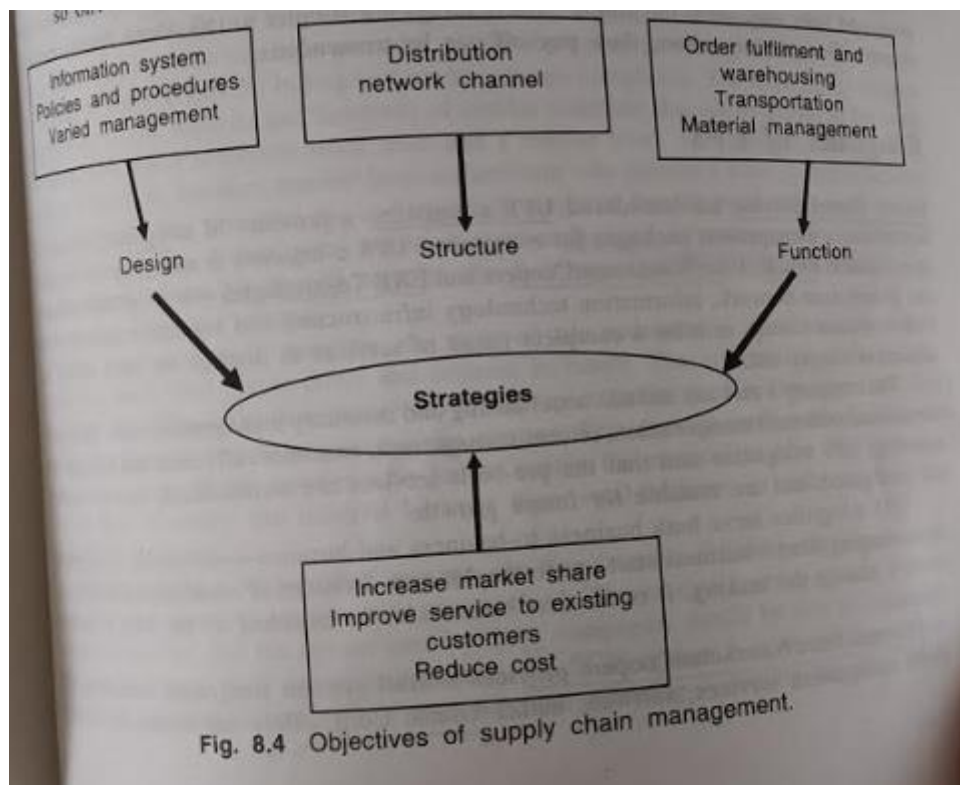 Information system
Policies and procedures
Varied management
Distribution
network channel
Order fulfilment and
warehousing
Transportation
Material management
Design
Structure
Function
Strategies
Increase market share
Improve service to existing
customers
Reduce cost
Fig. 8.4 Objectives of supply chain management.